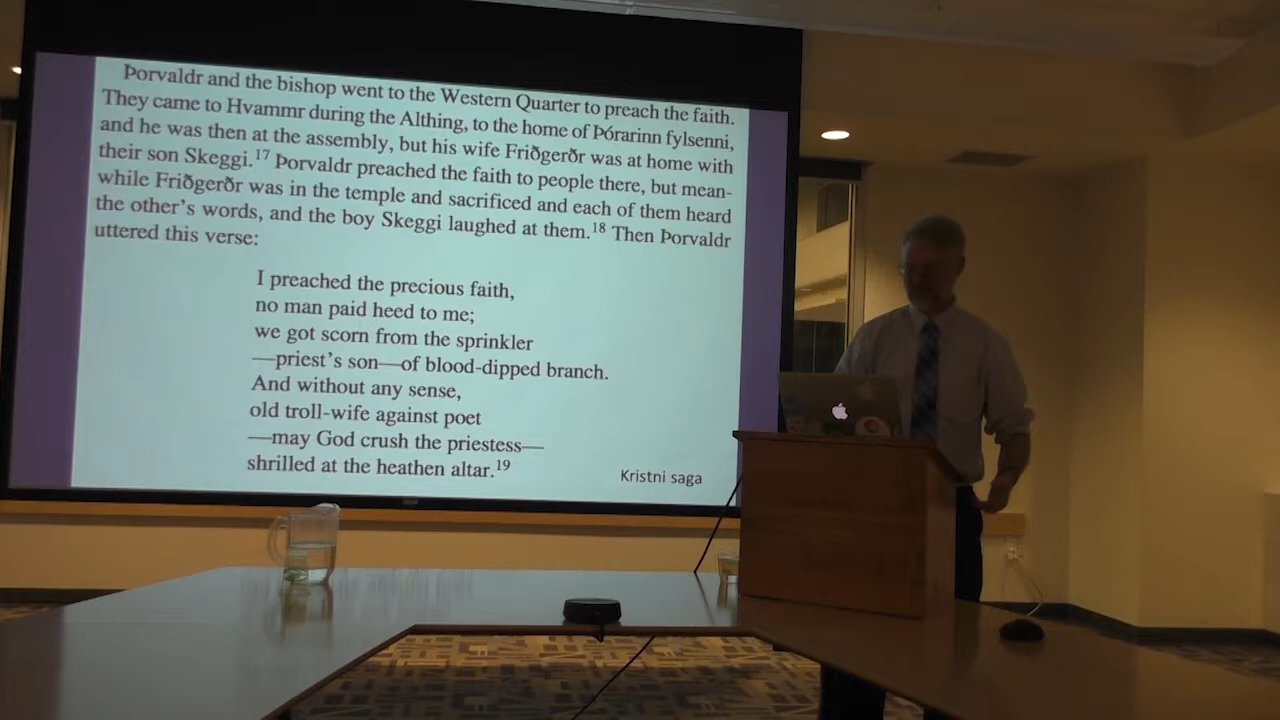 Þorvaldr and the bishop went to the Western Quarter to preach the faith.
They came to Hvammr during the Althing, to the home of Þórarinn fylsenni,
and he was then at the assembly, but his wife Friðgerðr was at home with
their son Skeggi.17 Þorvaldr preached the faith to people there, but mean-
while Friðgerðr was in the temple and sacrificed and each of them heard
the other's words, and the boy Skeggi laughed at them.18 Then Þorvaldr
uttered this verse:
I preached the precious faith,
no man paid heed to me;
we got scorn from the sprinkler
—priest's son—of blood-dipped branch.
And without any sense,
old troll-wife against poet
—may God crush the priestess—
shrilled at the heathen altar.19
Kristni saga